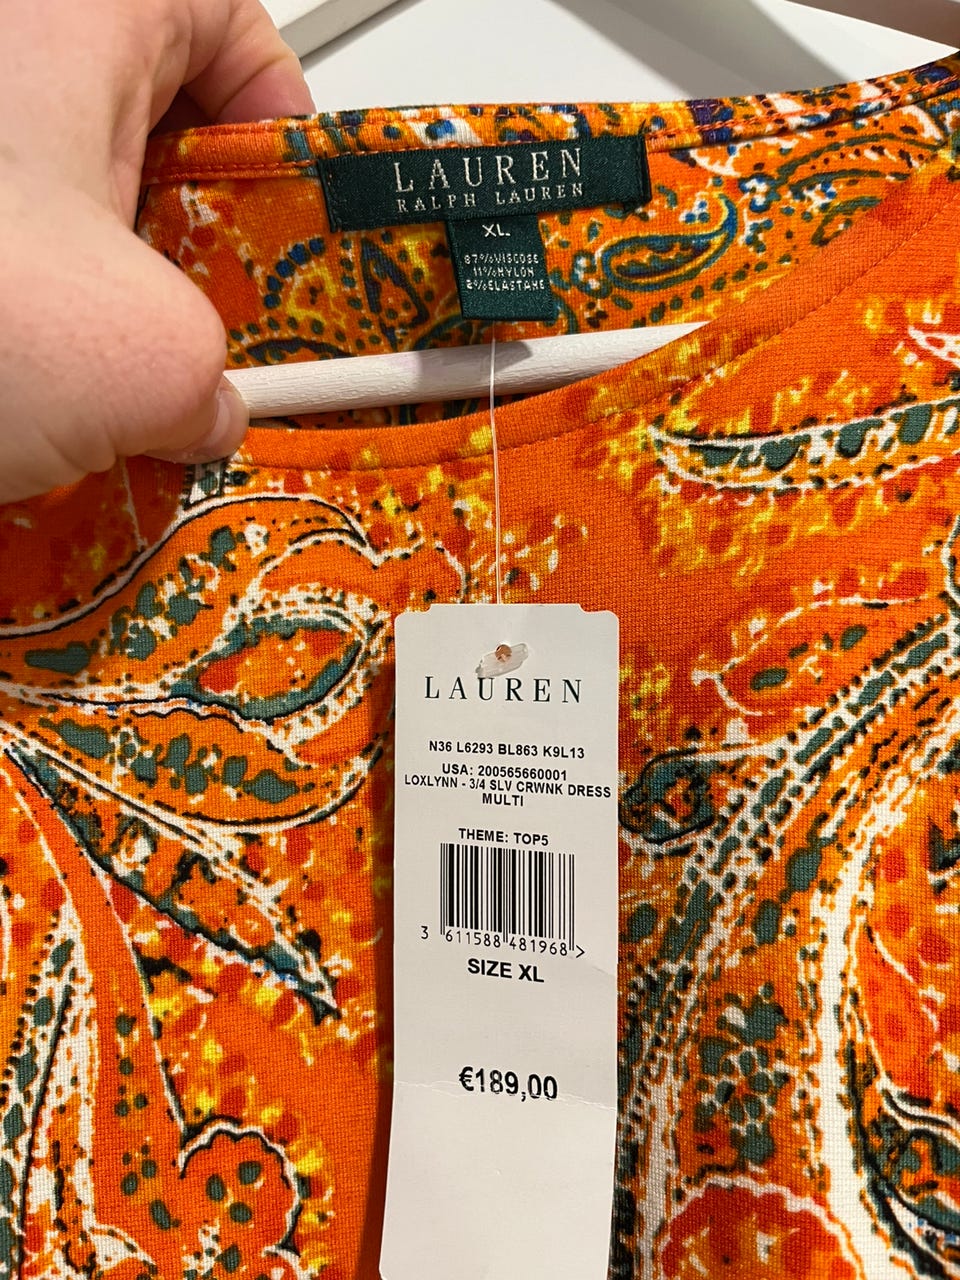 LAUREN
RALPH LAUREN
XL
87%VISCOSE
11%NYLON
2%ELASTANE
LAUREN
N36 L6293 BL863 K9L13
USA: 200565660001
LOXLYNN - 3/4 SLV CRWNK DRESS
MULTI
THEME: TOP5
3 611588 481968 >
SIZE XL
€189,00